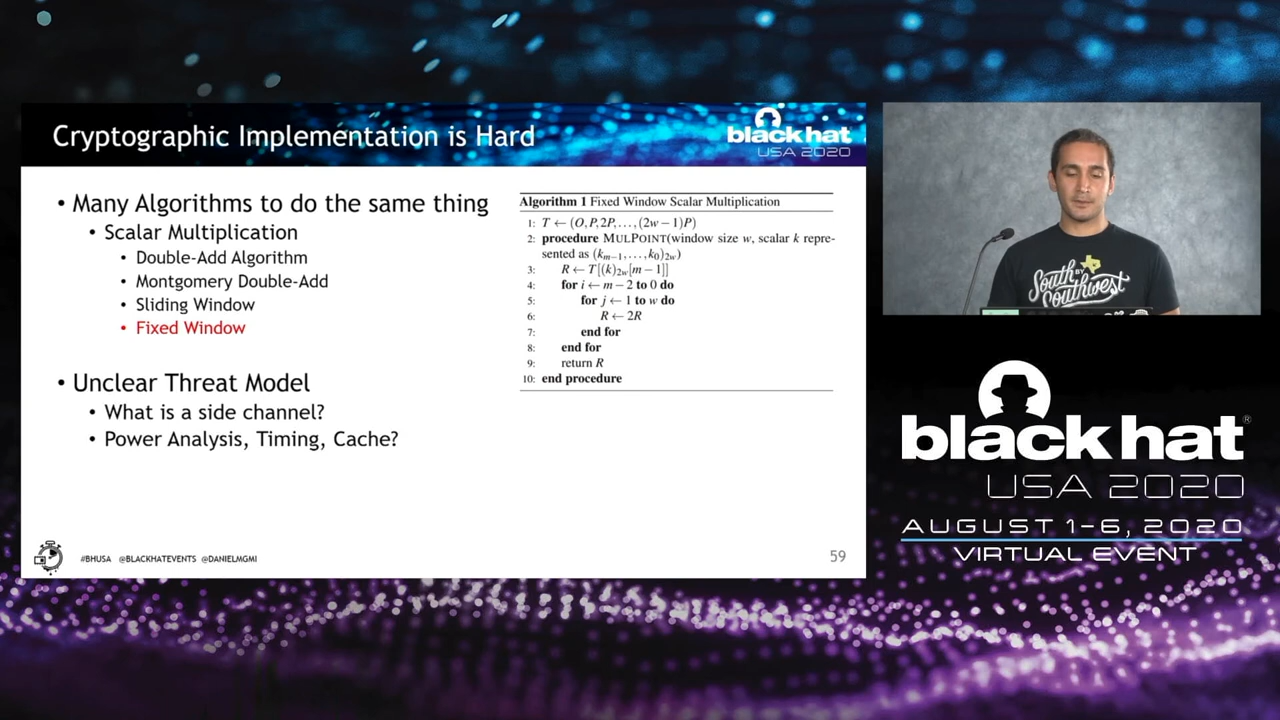 Cryptographic Implementation is Hard
black hat
USA 2020
• Many Algorithms to do the same thing
• Scalar Multiplication
• Double-Add Algorithm
• Montgomery Double-Add
• Sliding Window
• Fixed Window
• Unclear Threat Model
• What is a side channel?
• Power Analysis, Timing, Cache?
Algorithm 1 Fixed Window Scalar Multiplication
1: T ← (O,P,2P,...,(2w−1)P)
2: procedure MULPOINT(window size w, scalar k repre-
sented as (k_{m−1},...,k_0)_{2w})
3: R ← T[(k)_{2w}[m−1]]
4: for i ← m−2 to 0 do
5: for j ← 1 to w do
6: R ← 2R
7: end for
8: end for
9: return R
10: end procedure
#BHUSA @BLACKHATEVENTS @DANIELMGMI
59
South BY Southwest
black hat®
USA 2020
AUGUST 1-6, 2020
VIRTUAL EVENT